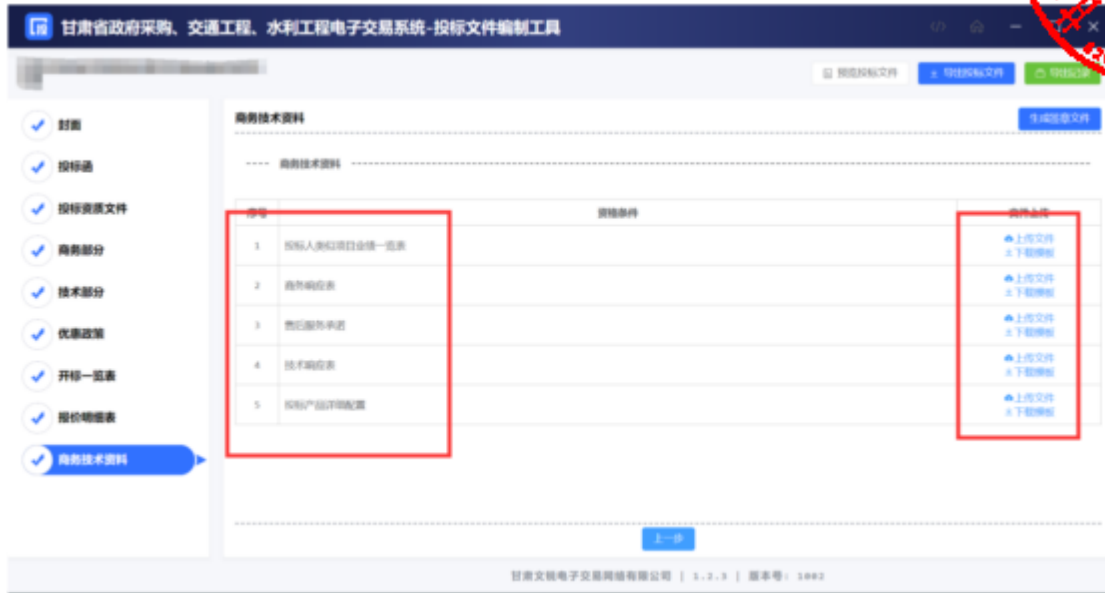 甘肃省政府采购、交通工程、水利工程电子交易系统-投标文件编制工具
预览投标文件 导出投标文件 导出记录
封面
投标函
投标资质文件
商务部分
技术部分
优惠政策
开标一览表
报价明细表
商务技术资料
商务技术资料 生成签章文件
商务技术资料
序号 资格条件 文件上传
1 投标人类似项目业绩一览表 上传文件
下载模板
2 商务响应表 上传文件
下载模板
3 售后服务承诺 上传文件
下载模板
4 技术响应表 上传文件
下载模板
5 投标产品详细配置 上传文件
下载模板
上一步
甘肃文锐电子交易网络有限公司 | 1.2.3 | 版本号: 1002